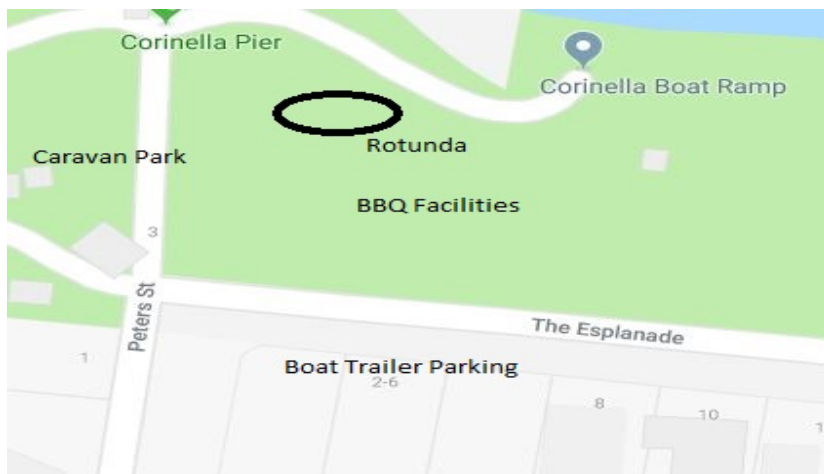 Corinella Pier
Corinella Boat Ramp
Rotunda
Caravan Park
BBQ Facilities
3
Peters St
The Esplanade
1
Boat Trailer Parking
2-6
8
10
1